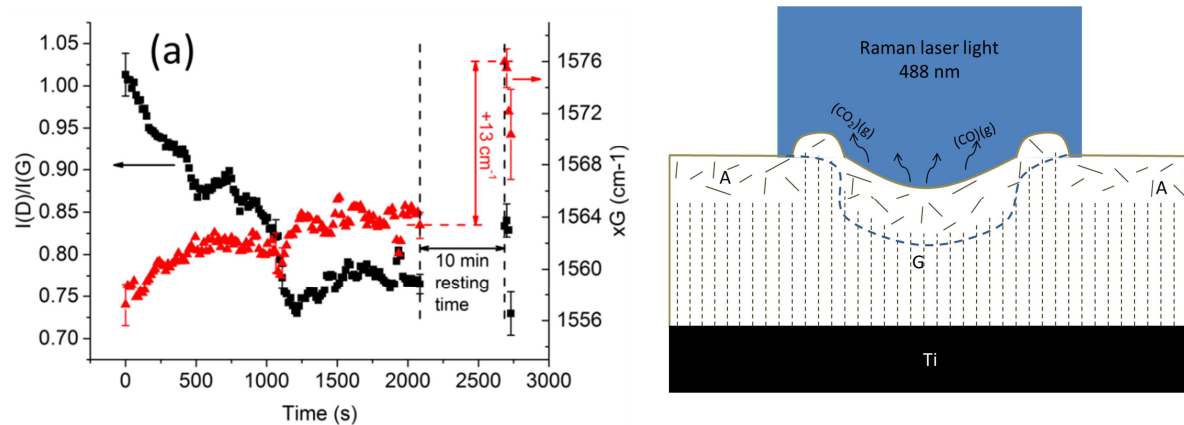 (a)
I(D)/I(G)
1.05
1.00
0.95
0.90
0.85
0.80
0.75
0.70
+13 cm⁻¹
10 min
resting
time
1576
1572
1568
1564
1560
1556
xG (cm-1)
0 500 1000 1500 2000 2500 3000
Time (s)
Raman laser light
488 nm
(CO₂)(g)
(CO)(g)
A
A
G
Ti